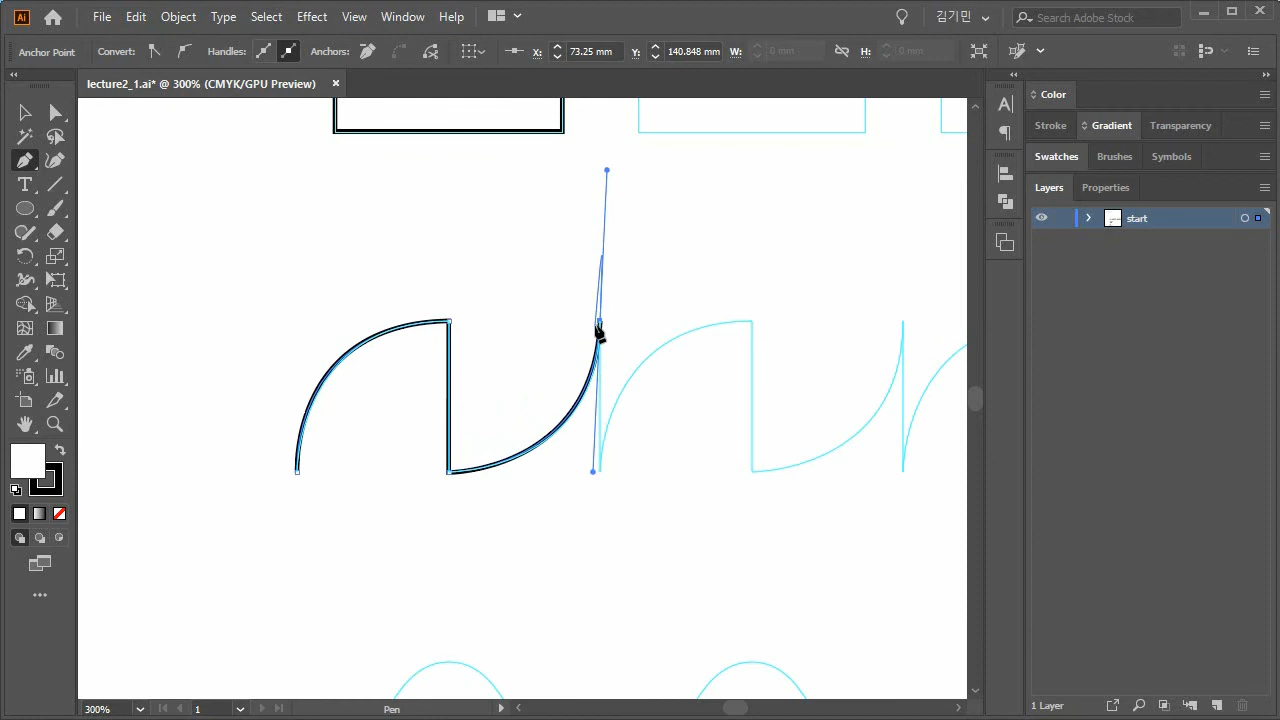 Ai File Edit Object Type Select Effect View Window Help 김기민 Search Adobe Stock
Anchor Point Convert: Handles: Anchors: X: 73.25 mm Y: 140.848 mm W: 0 mm H: 0 mm
lecture2_1.ai* @ 300% (CMYK/GPU Preview) ×
Color
Stroke Gradient Transparency
Swatches Brushes Symbols
Layers Properties
start
300% 1 Pen 1 Layer